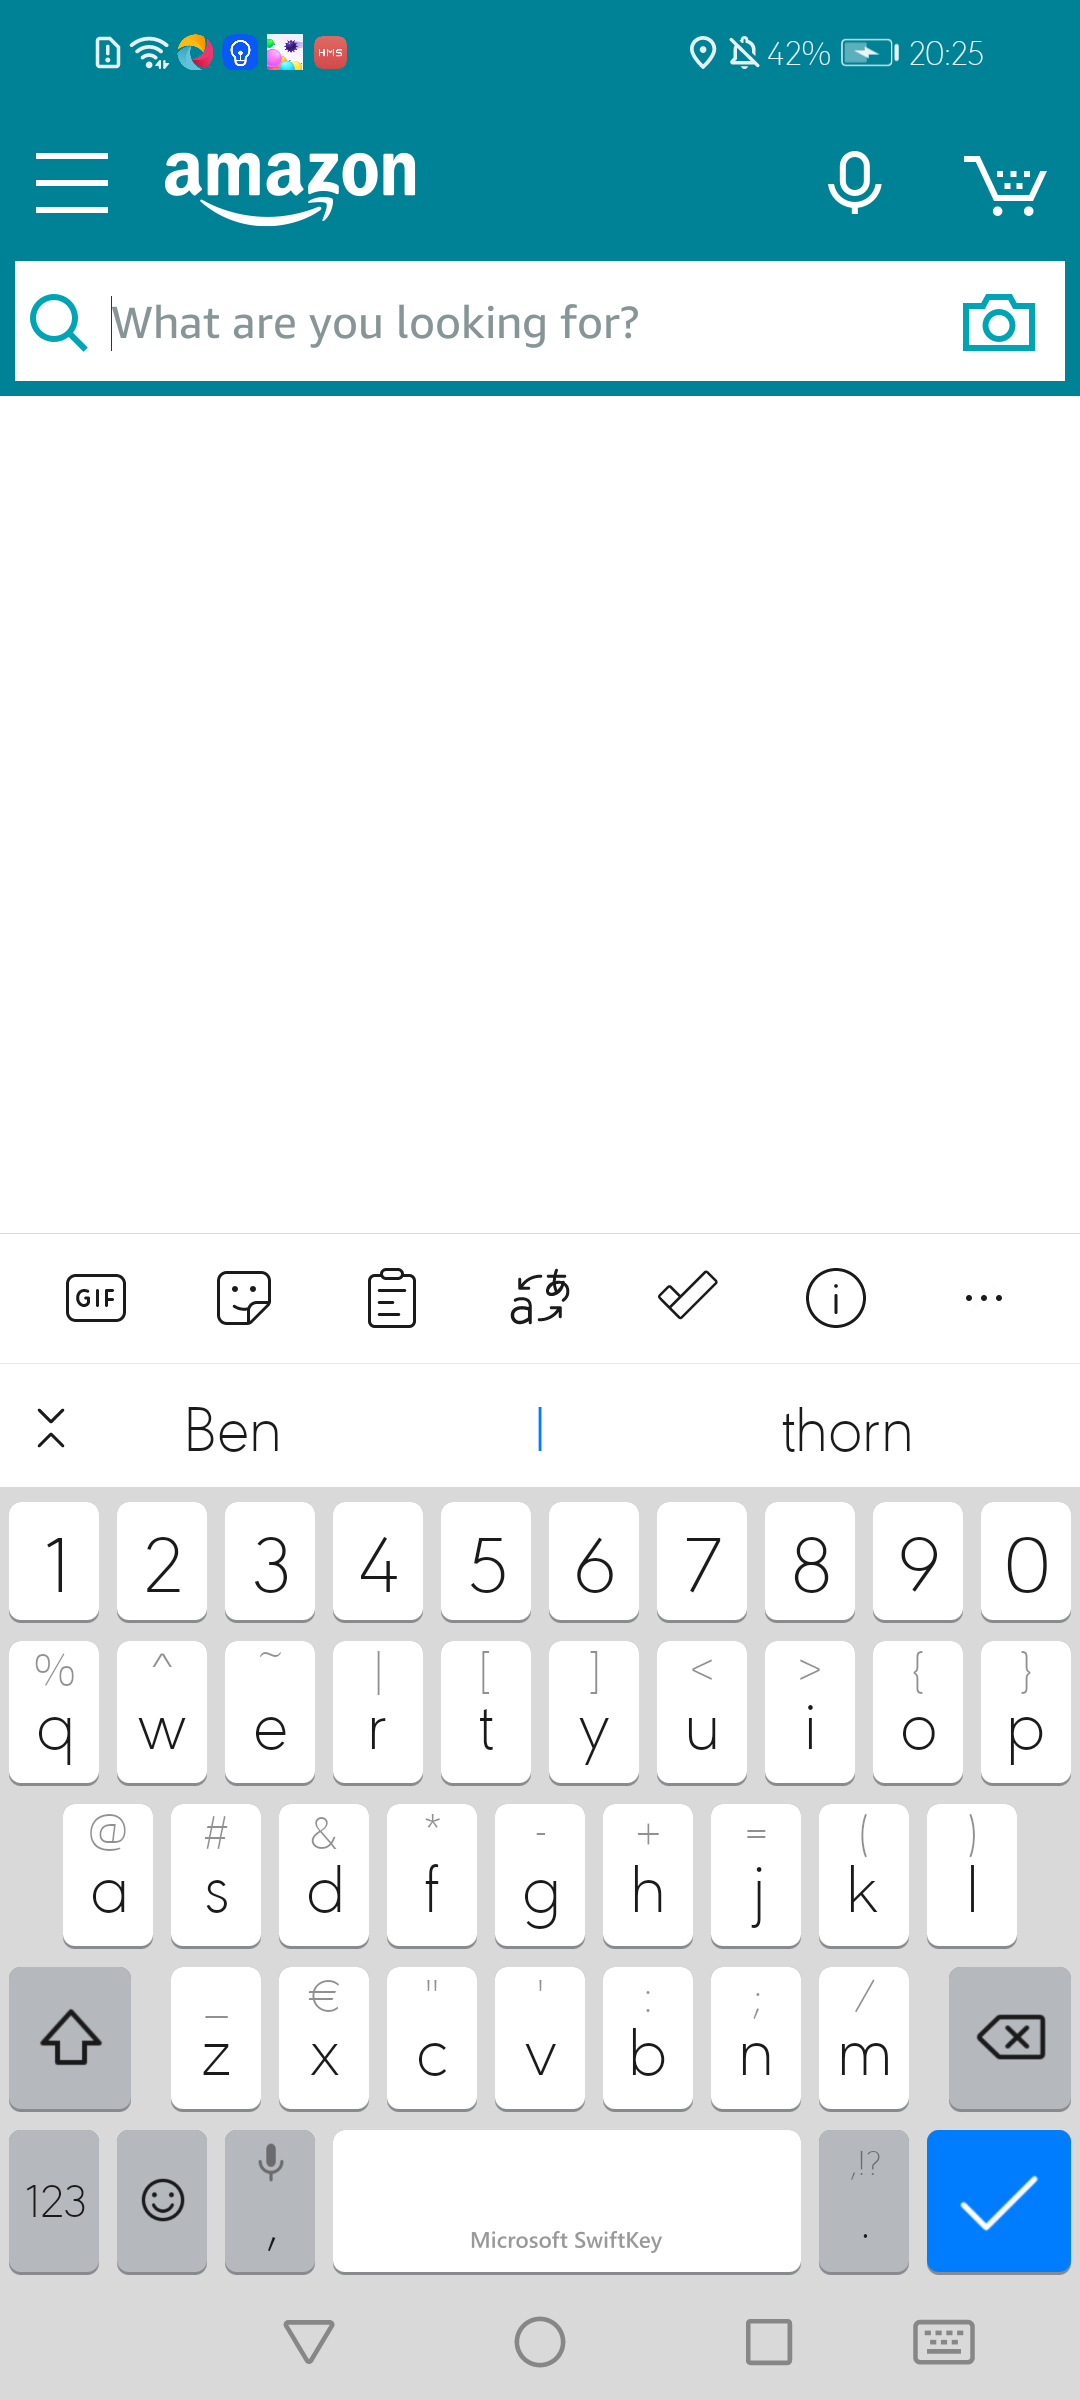 HMS 42% 20:25
amazon
What are you looking for?
GIF a あ i ...
Ben I thorn
1 2 3 4 5 6 7 8 9 0
% ^ ~ | [ ] < > { }
q w e r t y u i o p
@ # & * - + = ( )
a s d f g h j k l
_ € " ' : ; /
z x c v b n m
,!?
123 , Microsoft SwiftKey .